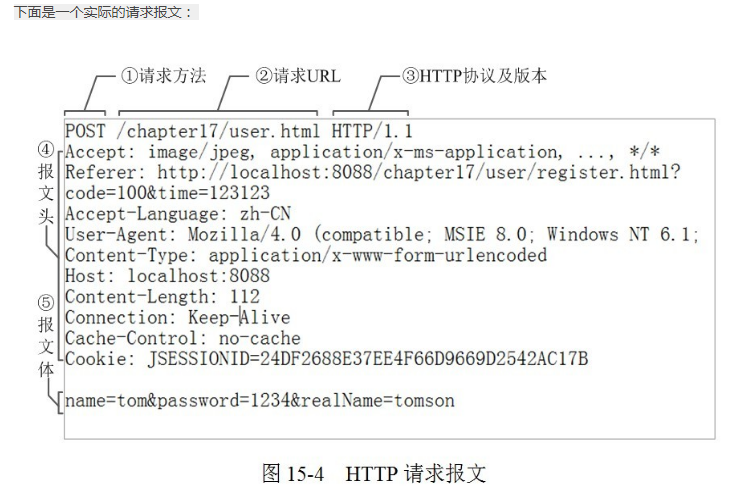 下面是一个实际的请求报文：
①请求方法 ②请求URL ③HTTP协议及版本
POST /chapter17/user.html HTTP/1.1
④报文头
Accept: image/jpeg, application/x-ms-application, ..., */*
Referer: http://localhost:8088/chapter17/user/register.html?
code=100&time=123123
Accept-Language: zh-CN
User-Agent: Mozilla/4.0 (compatible; MSIE 8.0; Windows NT 6.1;
Content-Type: application/x-www-form-urlencoded
Host: localhost:8088
Content-Length: 112
Connection: Keep-Alive
Cache-Control: no-cache
Cookie: JSESSIONID=24DF2688E37EE4F66D9669D2542AC17B
⑤报文体
name=tom&password=1234&realName=tomson
图 15-4 HTTP 请求报文